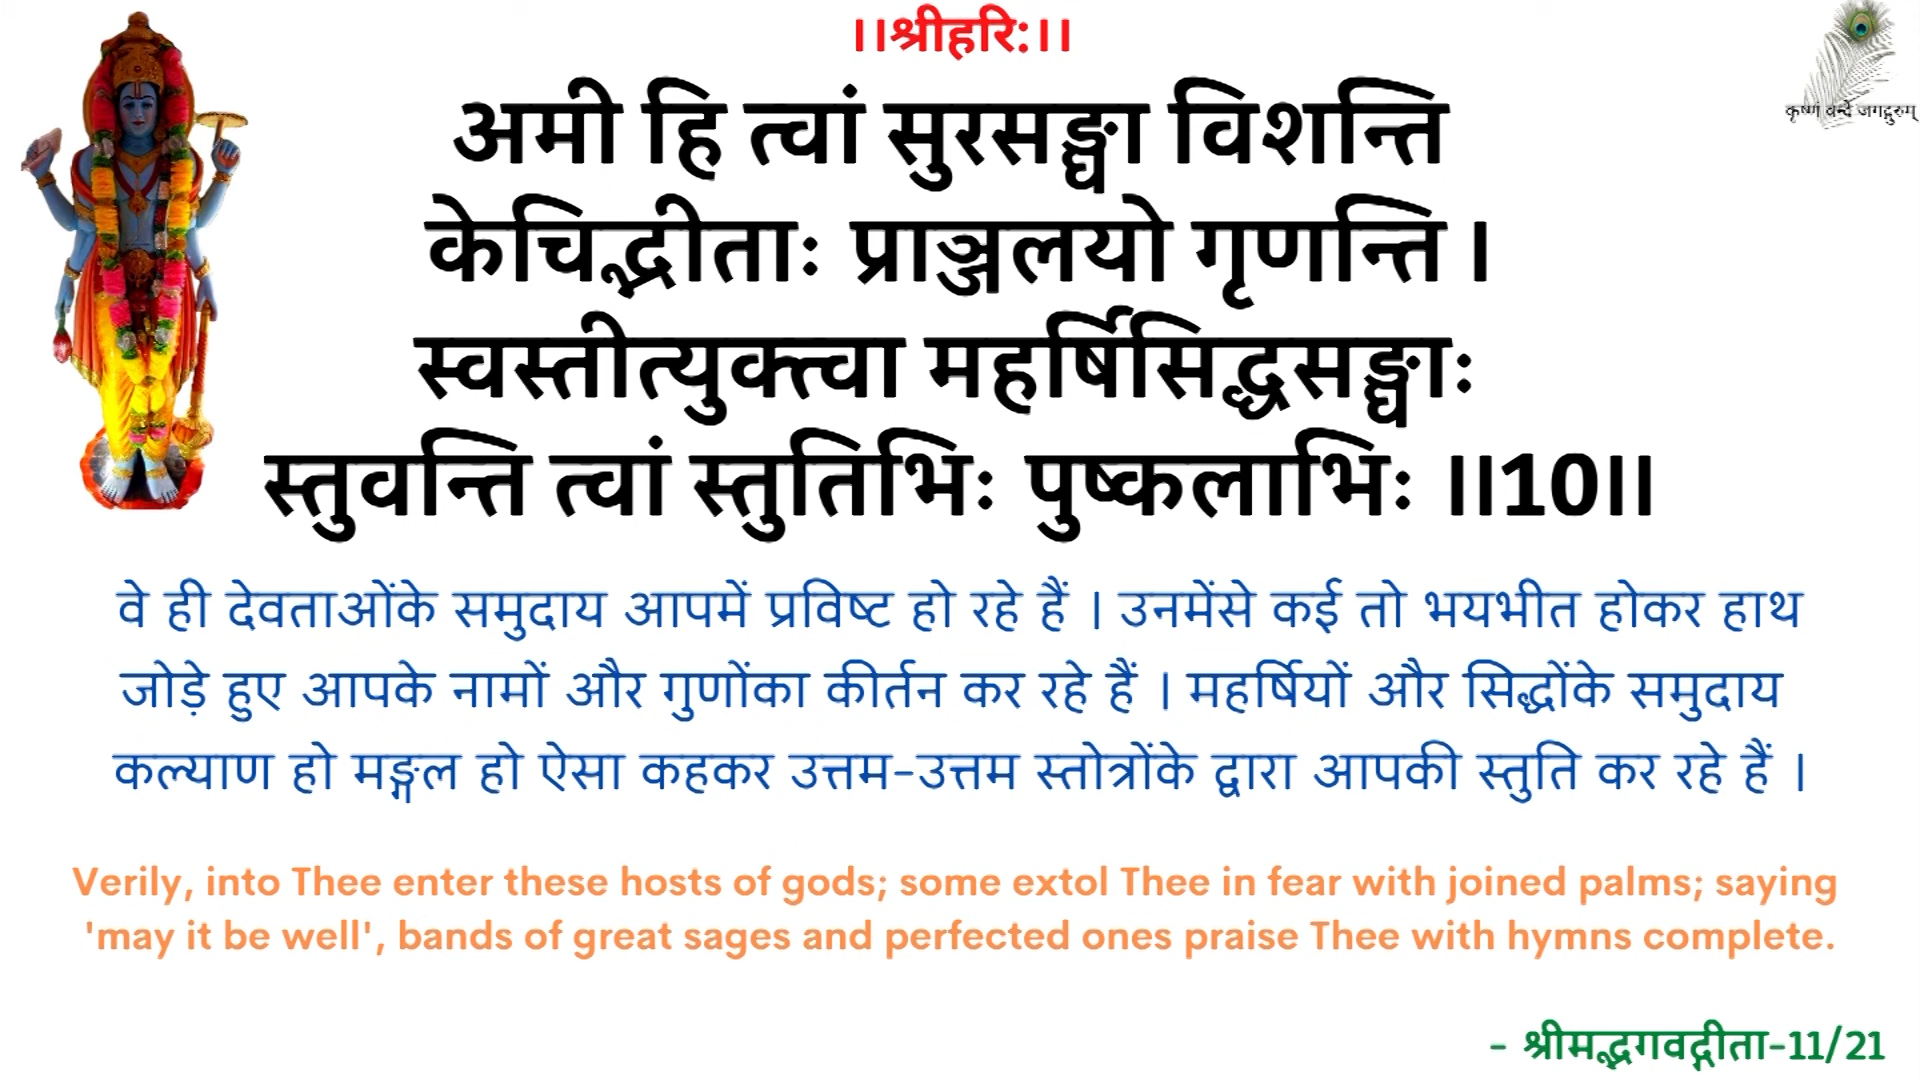 ।।श्रीहरि:।।
कृष्णं वन्दे जगद्गुरुम्
अमी हि त्वां सुरसङ्घा विशन्ति
केचिद्भीताः प्राञ्जलयो गृणन्ति ।
स्वस्तीत्युक्त्वा महर्षिसिद्धसङ्घाः
स्तुवन्ति त्वां स्तुतिभिः पुष्कलाभिः ।।10।।
वे ही देवताओंके समुदाय आपमें प्रविष्ट हो रहे हैं । उनमेंसे कई तो भयभीत होकर हाथ
जोड़े हुए आपके नामों और गुणोंका कीर्तन कर रहे हैं । महर्षियों और सिद्धोंके समुदाय
कल्याण हो मङ्गल हो ऐसा कहकर उत्तम-उत्तम स्तोत्रोंके द्वारा आपकी स्तुति कर रहे हैं ।
Verily, into Thee enter these hosts of gods; some extol Thee in fear with joined palms; saying
'may it be well', bands of great sages and perfected ones praise Thee with hymns complete.
- श्रीमद्भगवद्गीता-11/21